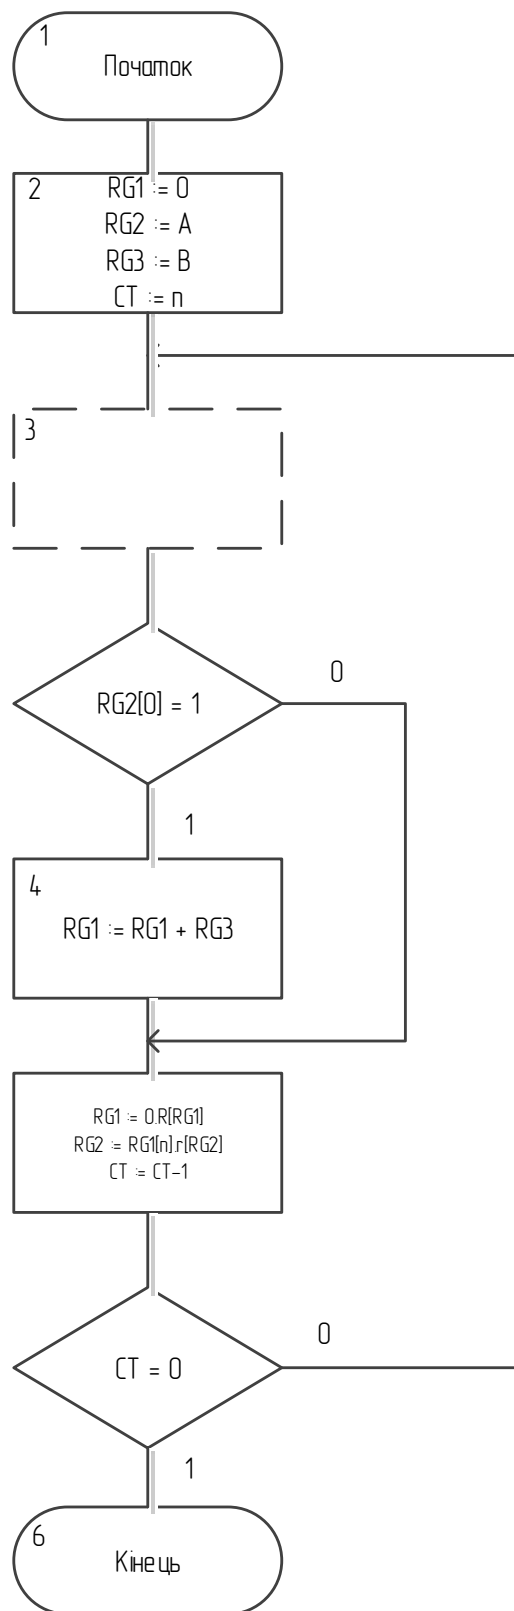 1
Початок
2
RG1 := 0
RG2 := A
RG3 := B
CT := n
3
RG2[0] = 1
0
1
4
RG1 := RG1 + RG3
RG1 := 0.R[RG1]
RG2 := RG1[n].r[RG2]
CT := CT-1
CT = 0
0
1
6
Кінець